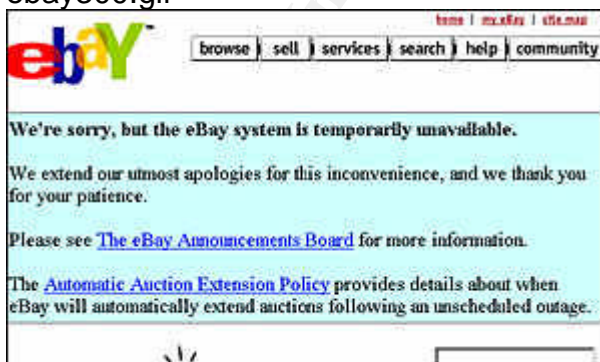 ebay800.gif
home | my eBay | site map
ebaY™
browse sell services search help community
We're sorry, but the eBay system is temporarily unavailable.
We extend our utmost apologies for this inconvenience, and we thank you
for your patience.
Please see The eBay Announcements Board for more information.
The Automatic Auction Extension Policy provides details about when
eBay will automatically extend auctions following an unscheduled outage.